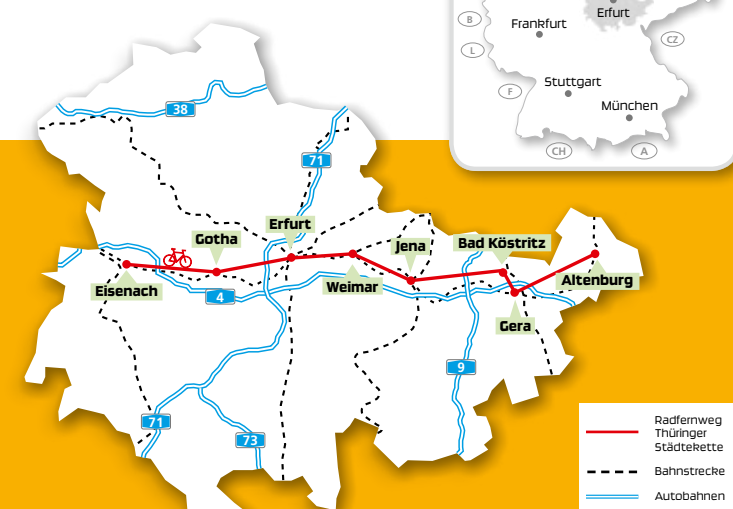 Erfurt
B
Frankfurt
CZ
L
Stuttgart
F
München
CH
A
38
71
Erfurt
Gotha
Jena
Bad Köstritz
Eisenach
4
Weimar
Altenburg
Gera
9
71
73
Radfernweg
Thüringer
Städtekette
Bahnstrecke
Autobahnen